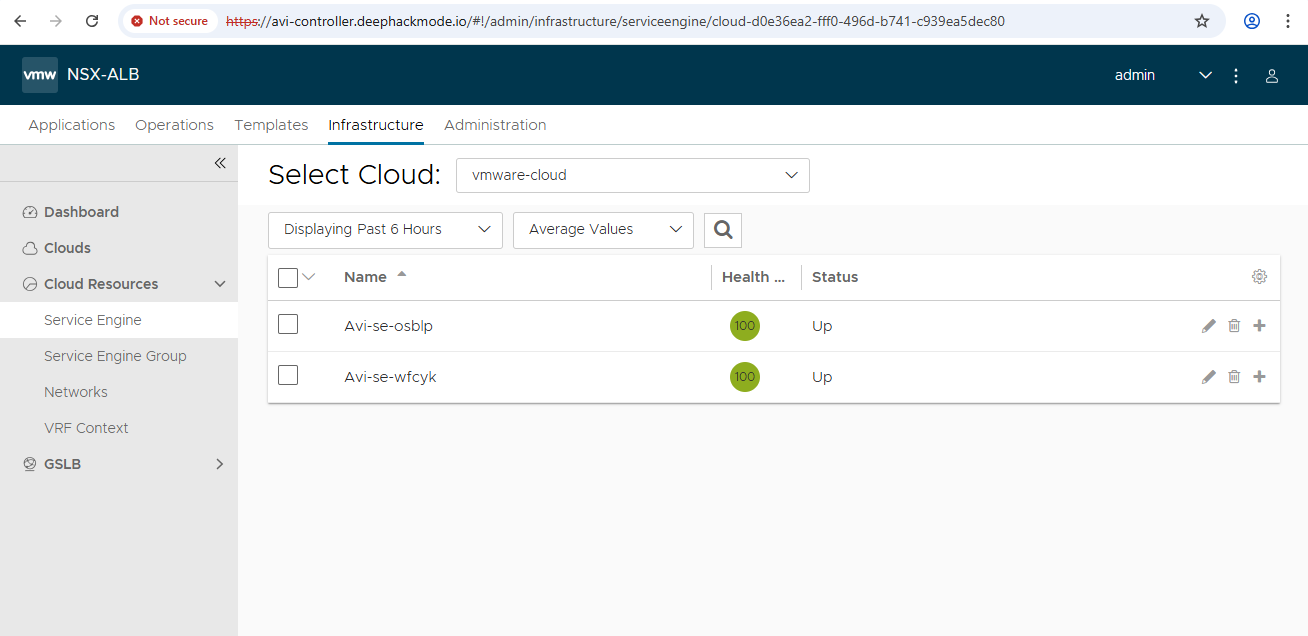 Not secure https://avi-controller.deephackmode.io/#!/admin/infrastructure/serviceengine/cloud-d0e36ea2-fff0-496d-b741-c939ea5dec80
vmw NSX-ALB admin
Applications Operations Templates Infrastructure Administration
Select Cloud: vmware-cloud
Dashboard
Clouds
Cloud Resources
Service Engine
Service Engine Group
Networks
VRF Context
GSLB
Displaying Past 6 Hours Average Values
Name Health ... Status
Avi-se-osblp 100 Up
Avi-se-wfcyk 100 Up